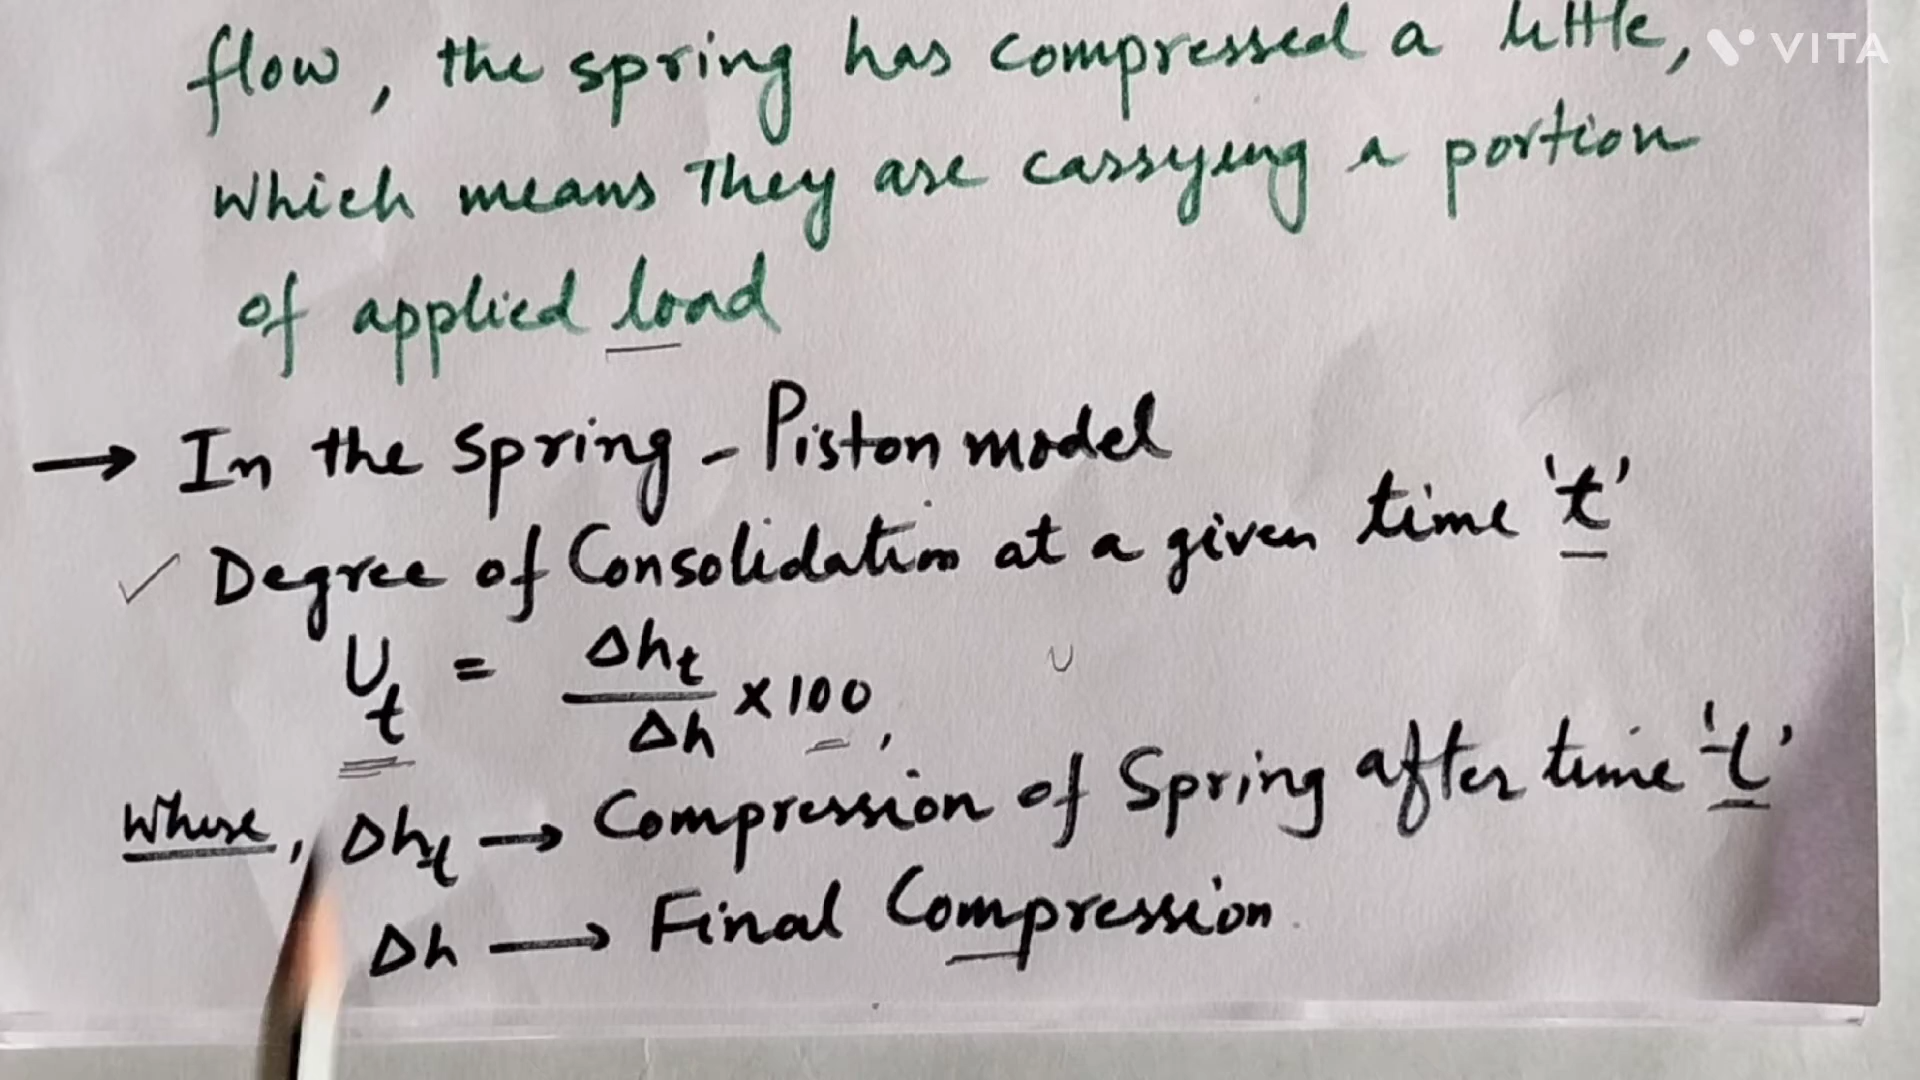 flow, the spring has compressed a little,
VITA
which means they are carrying a portion
of applied load
→ In the Spring - Piston model
✓ Degree of Consolidation at a given time 't'
Ut = Δht / Δh × 100,
Where, Δht → Compression of Spring after time 't'
Δh → Final Compression